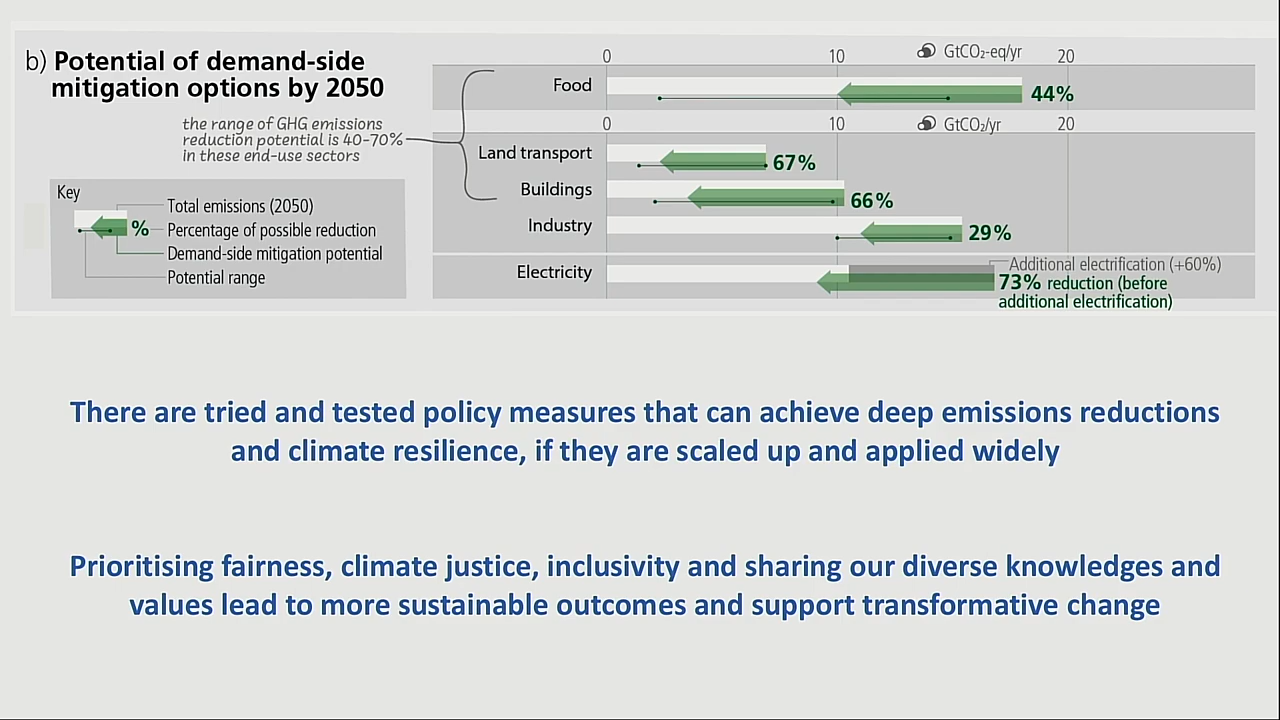 b) Potential of demand-side
mitigation options by 2050
the range of GHG emissions
reduction potential is 40-70%
in these end-use sectors
Key
Total emissions (2050)
% Percentage of possible reduction
Demand-side mitigation potential
Potential range
0 10 GtCO₂-eq/yr 20
Food 44%
0 10 GtCO₂/yr 20
Land transport 67%
Buildings 66%
Industry 29%
Electricity
Additional electrification (+60%)
73% reduction (before
additional electrification)
There are tried and tested policy measures that can achieve deep emissions reductions
and climate resilience, if they are scaled up and applied widely
Prioritising fairness, climate justice, inclusivity and sharing our diverse knowledges and
values lead to more sustainable outcomes and support transformative change